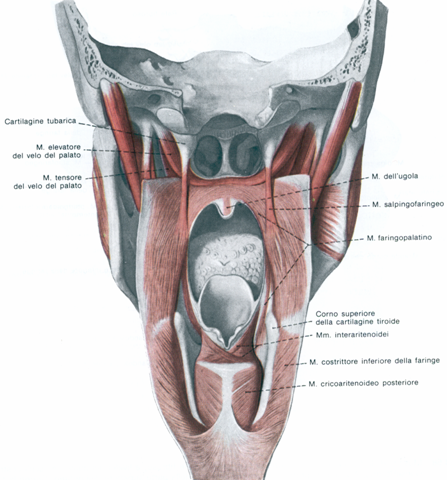 Cartilagine tubarica
M. elevatore
del velo del palato
M. tensore
del velo del palato
M. dell'ugola
M. salpingofaringeo
M. faringopalatino
Corno superiore
della cartilagine tiroide
Mm. interaritenoidei
M. costrittore inferiore della faringe
M. cricoaritenoideo posteriore